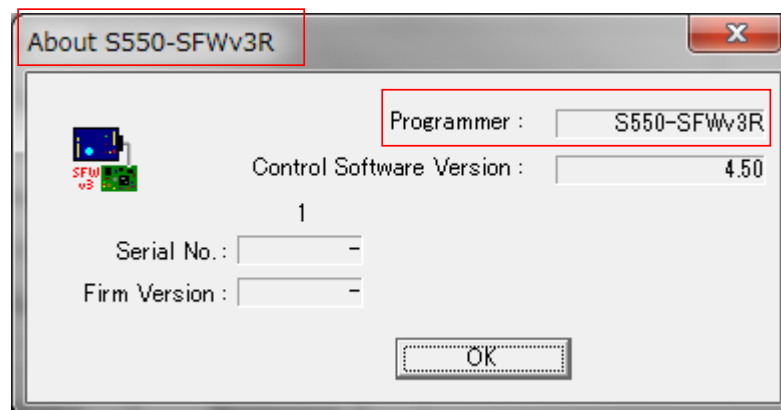 About S550-SFWv3R
Programmer : S550-SFWv3R
SFW
v3
Control Software Version : 4.50
1
Serial No. : -
Firm Version : -
OK